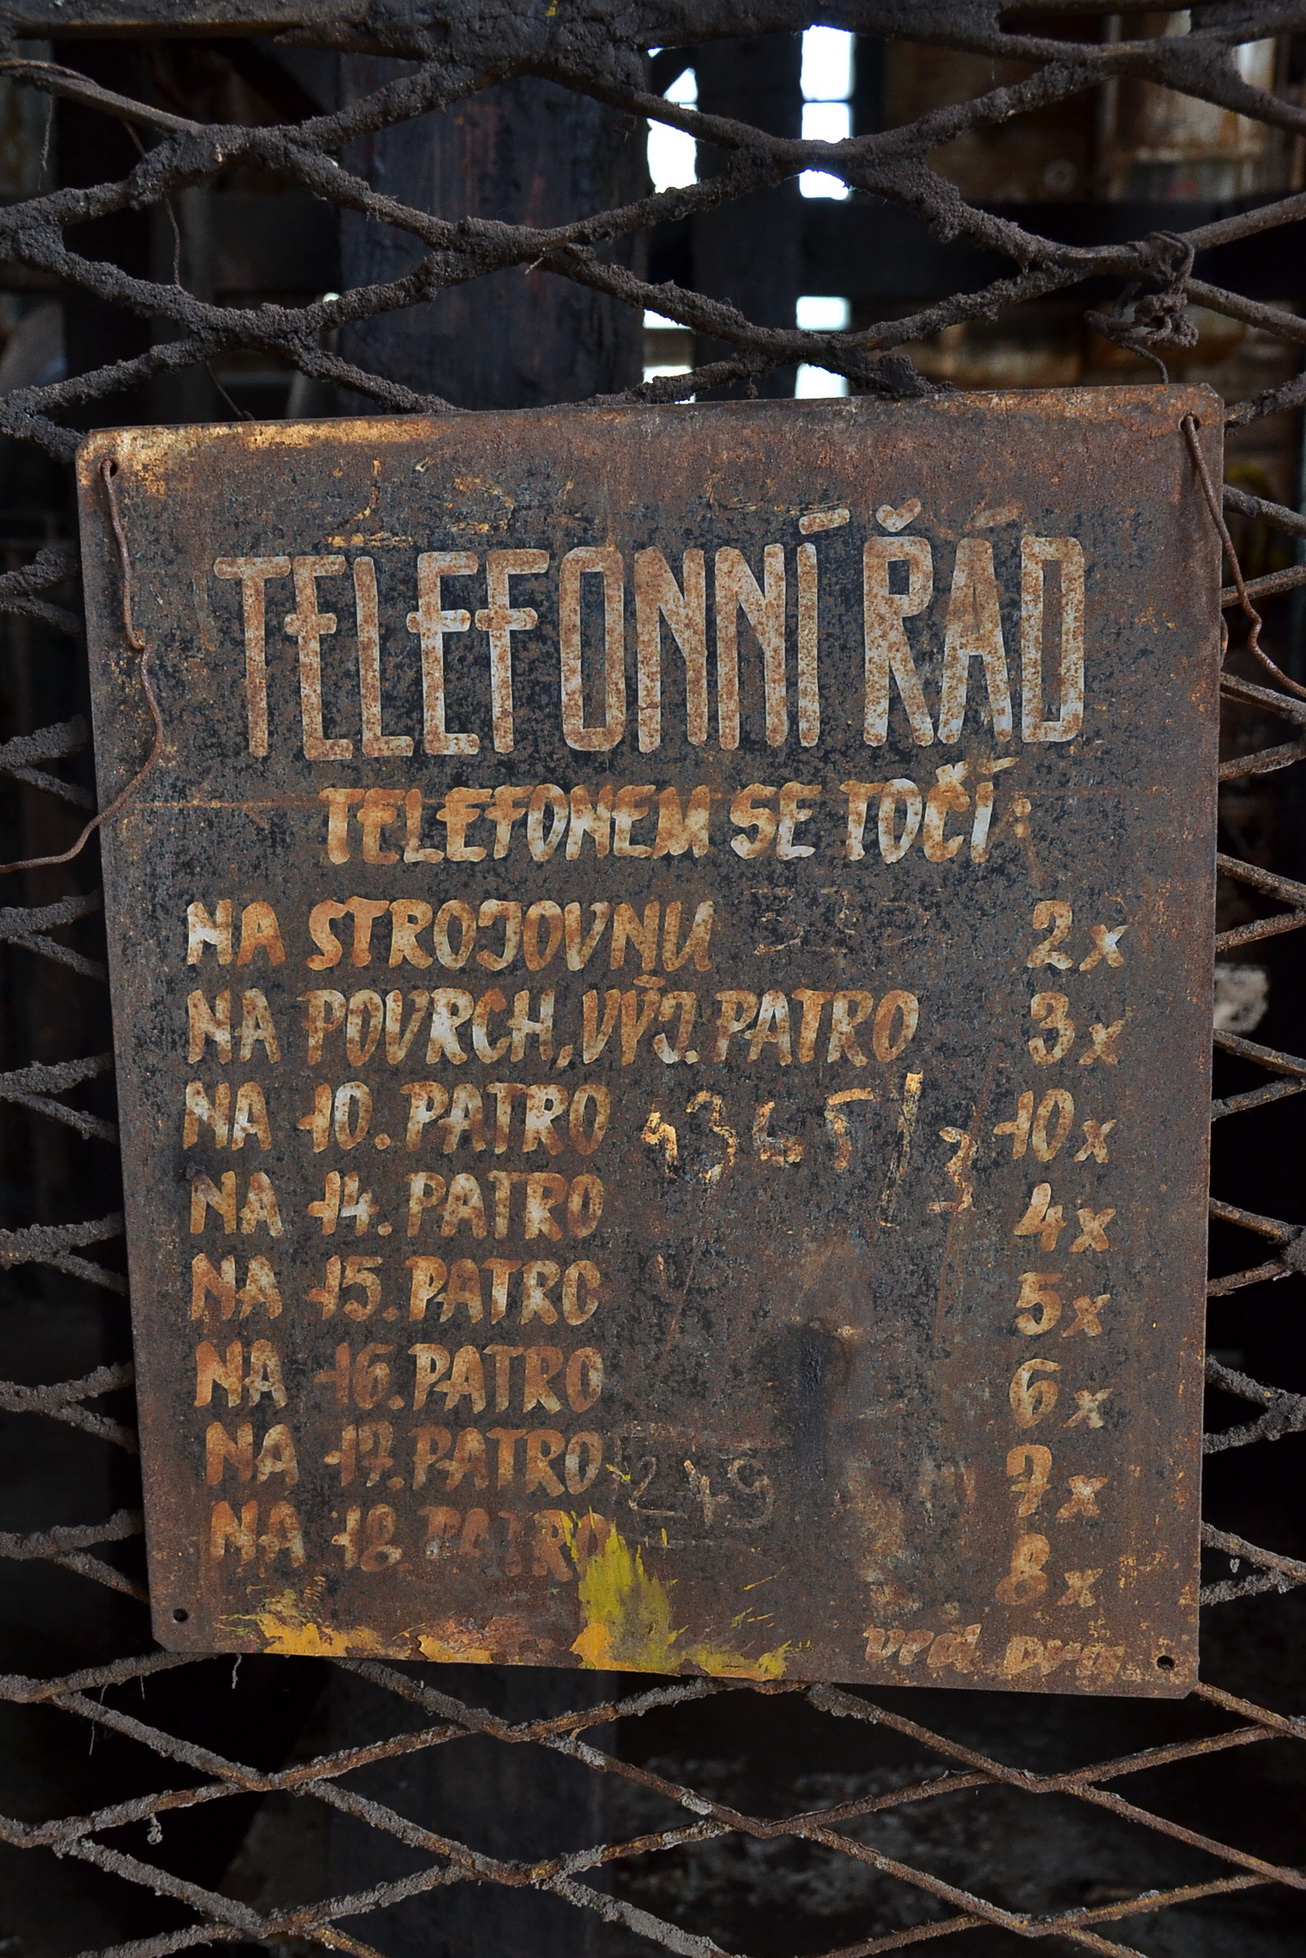 TELEFONNÍ ŘÁD
TELEFONEM SE TOČÍ:
NA STROJOVNU 2x
NA POVRCH, VÝJ. PATRO 3x
NA 10. PATRO 10x
NA 14. PATRO 4x
NA 15. PATRO 5x
NA 16. PATRO 6x
NA 17. PATRO 7x
NA 18. PATRO 8x